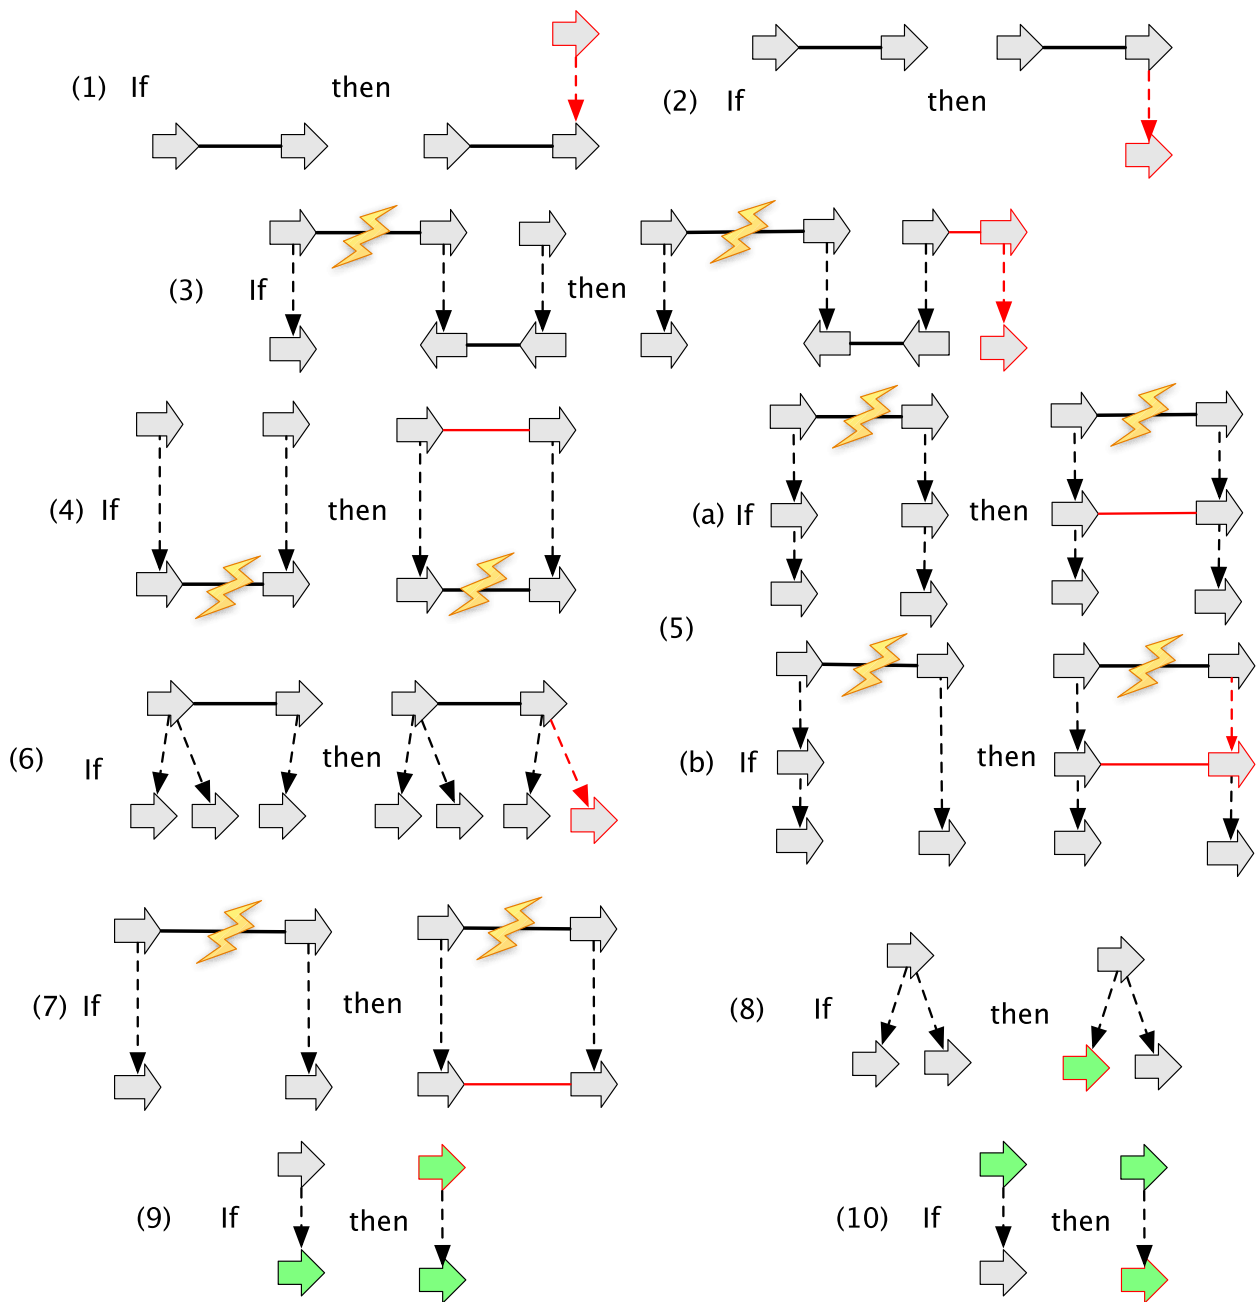 (1) If then
(2) If then
(3) If then
(4) If then
(a) If then
(5)
(b) If then
(6) If then
(7) If then
(8) If then
(9) If then
(10) If then